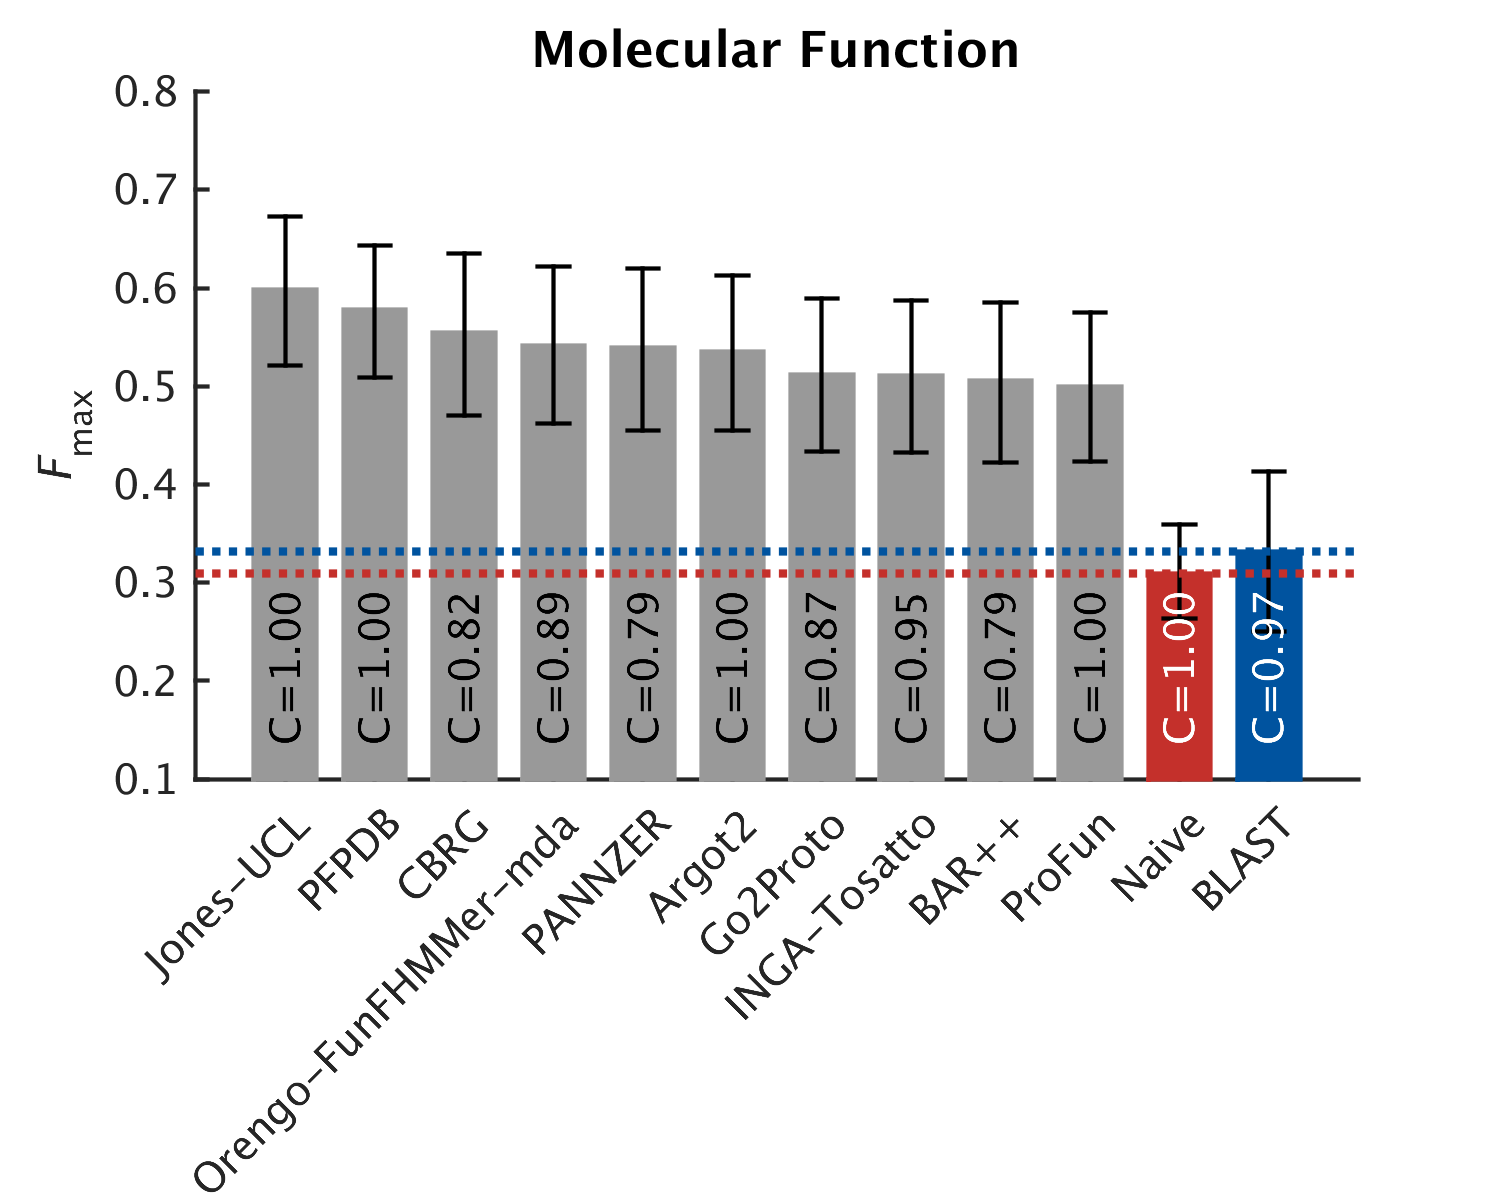 Molecular Function
0.8
0.7
0.6
0.5
0.4
0.3
0.2
0.1
Fmax
C=1.00
C=1.00
C=0.82
C=0.89
C=0.79
C=1.00
C=0.87
C=0.95
C=0.79
C=1.00
C=1.00
C=0.97
Jones-UCL
PFPDB
CBRG
Orengo-FunFHMMer-mda
PANNZER
Argot2
Go2Proto
INGA-Tosatto
BAR++
ProFun
Naive
BLAST